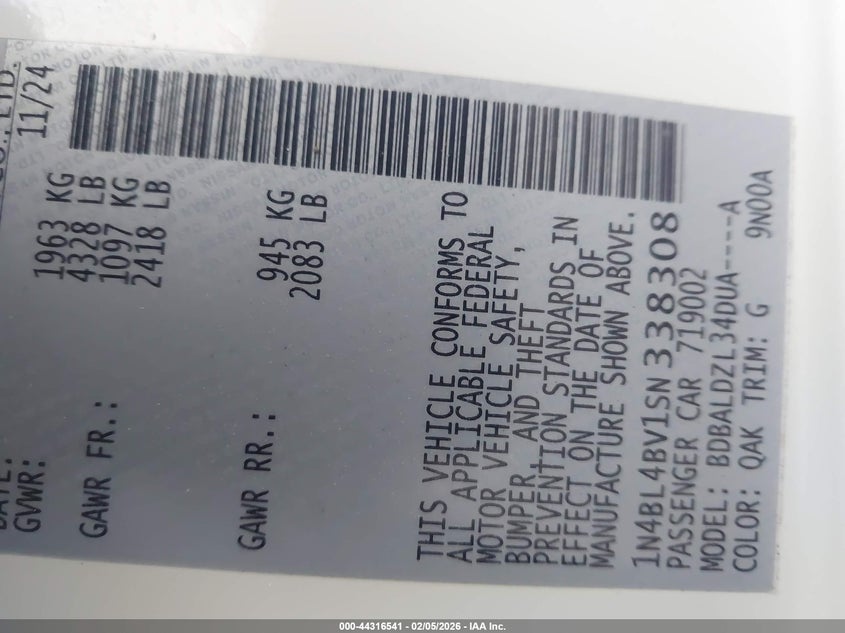 CO., LTD.
11/24
GVWR: 1963 KG
4328 LB
GAWR FR.: 1097 KG
2418 LB
GAWR RR.: 945 KG
2083 LB
THIS VEHICLE CONFORMS TO
ALL APPLICABLE FEDERAL
MOTOR VEHICLE SAFETY,
BUMPER, AND THEFT
PREVENTION STANDARDS IN
EFFECT ON THE DATE OF
MANUFACTURE SHOWN ABOVE.
1N4BL4BV1SN338308
PASSENGER CAR 719002
MODEL: BDBALDZL34DUA----A
COLOR: QAK TRIM: G 9N00A
000-44316541 - 02/05/2026 - IAA Inc.